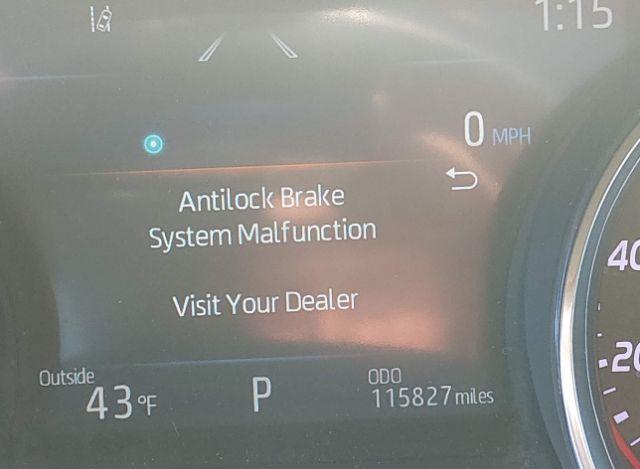 1:15
0 MPH
Antilock Brake
System Malfunction
Visit Your Dealer
Outside
43°F
P
ODO
115827 miles
40
20